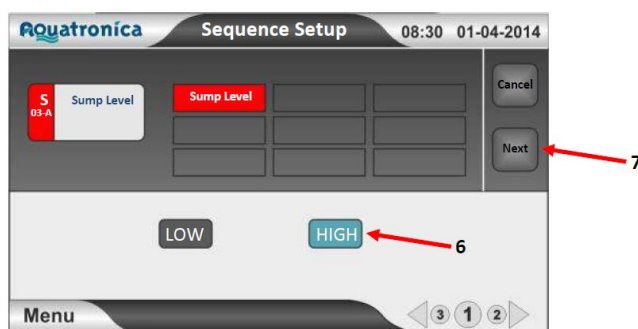 Aquatronica Sequence Setup 08:30 01-04-2014
S
03-A
Sump Level
Sump Level
Cancel
Next
7
LOW
HIGH
6
Menu
3 1 2